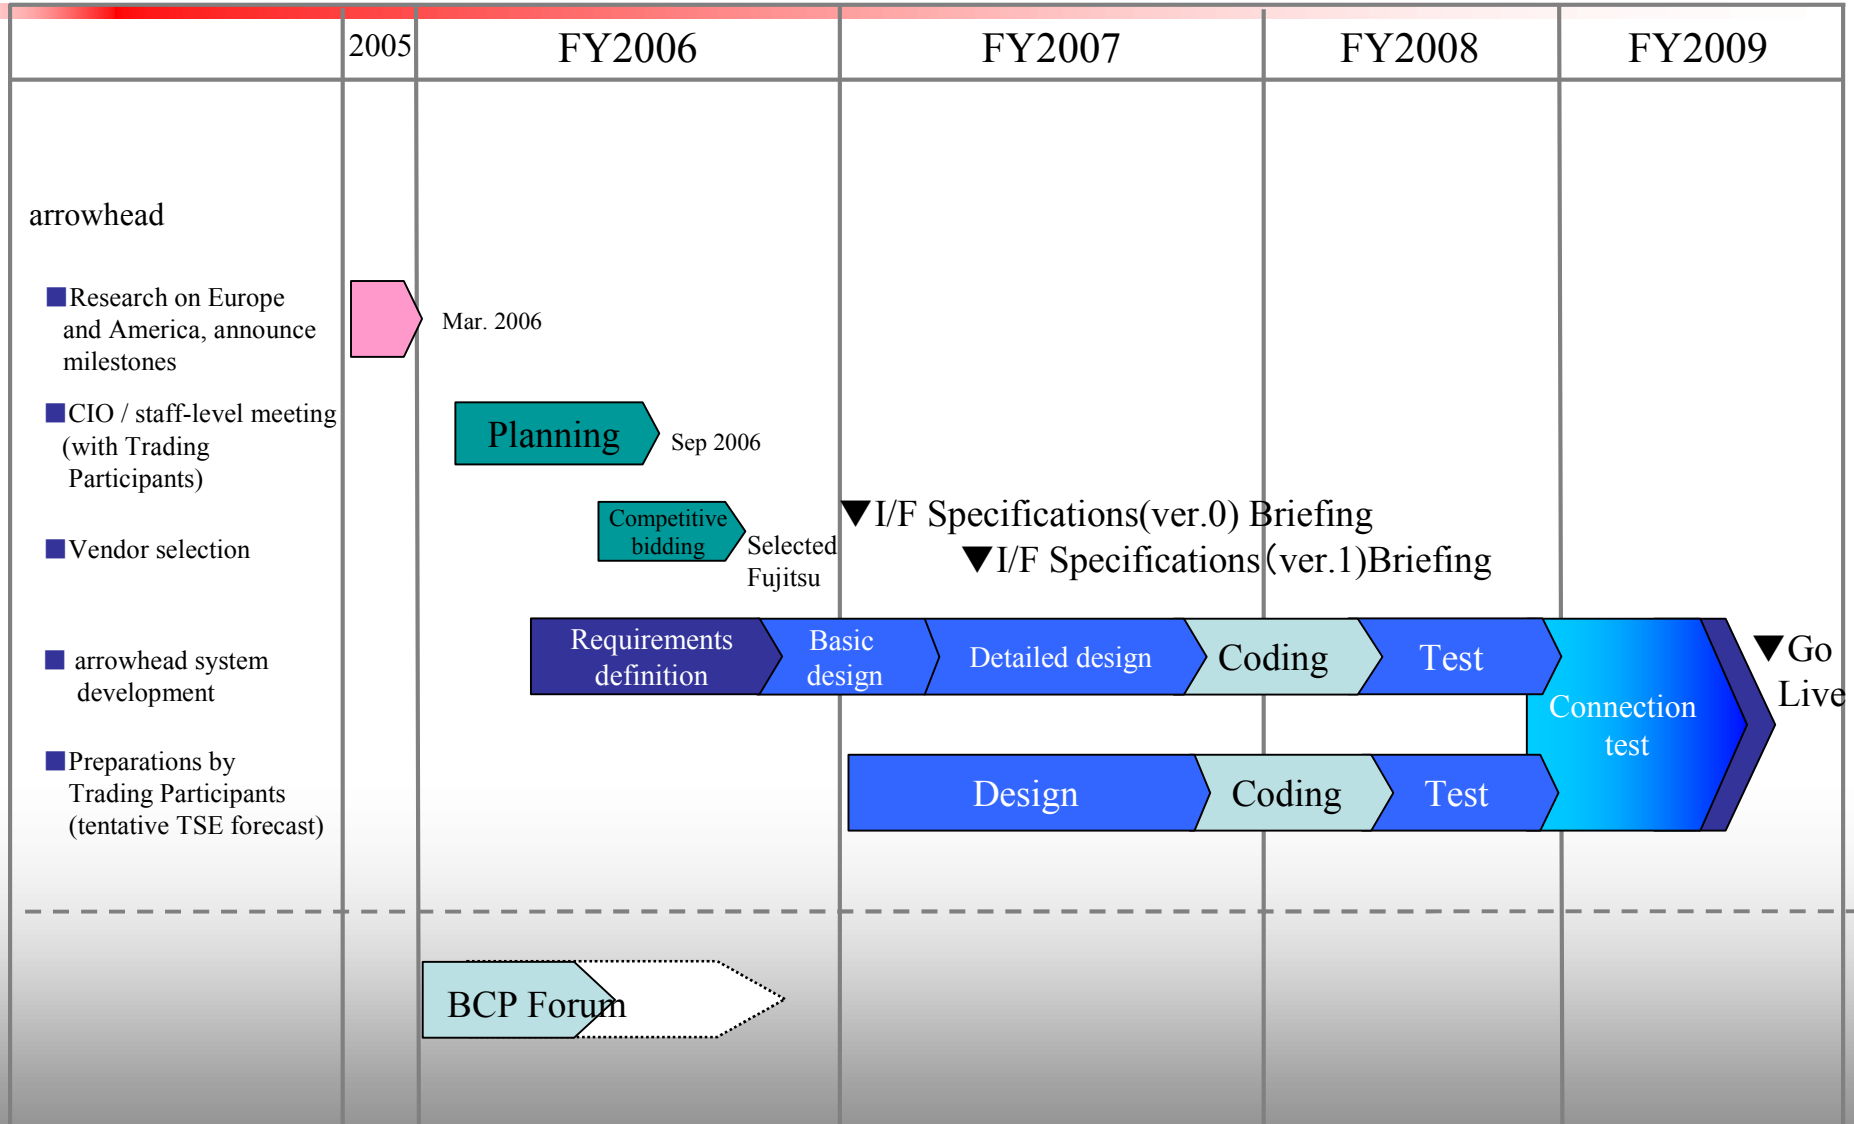 2005
FY2006
FY2007
FY2008
FY2009
arrowhead
■Research on Europe
and America, announce
milestones
Mar. 2006
■CIO / staff-level meeting
(with Trading
Participants)
Planning
Sep 2006
■Vendor selection
Competitive
bidding
Selected
Fujitsu
▼I/F Specifications(ver.0) Briefing
▼I/F Specifications（ver.1)Briefing
■ arrowhead system
development
Requirements
definition
Basic
design
Detailed design
Coding
Test
Connection
test
▼Go
Live
■Preparations by
Trading Participants
(tentative TSE forecast)
Design
Coding
Test
BCP Forum